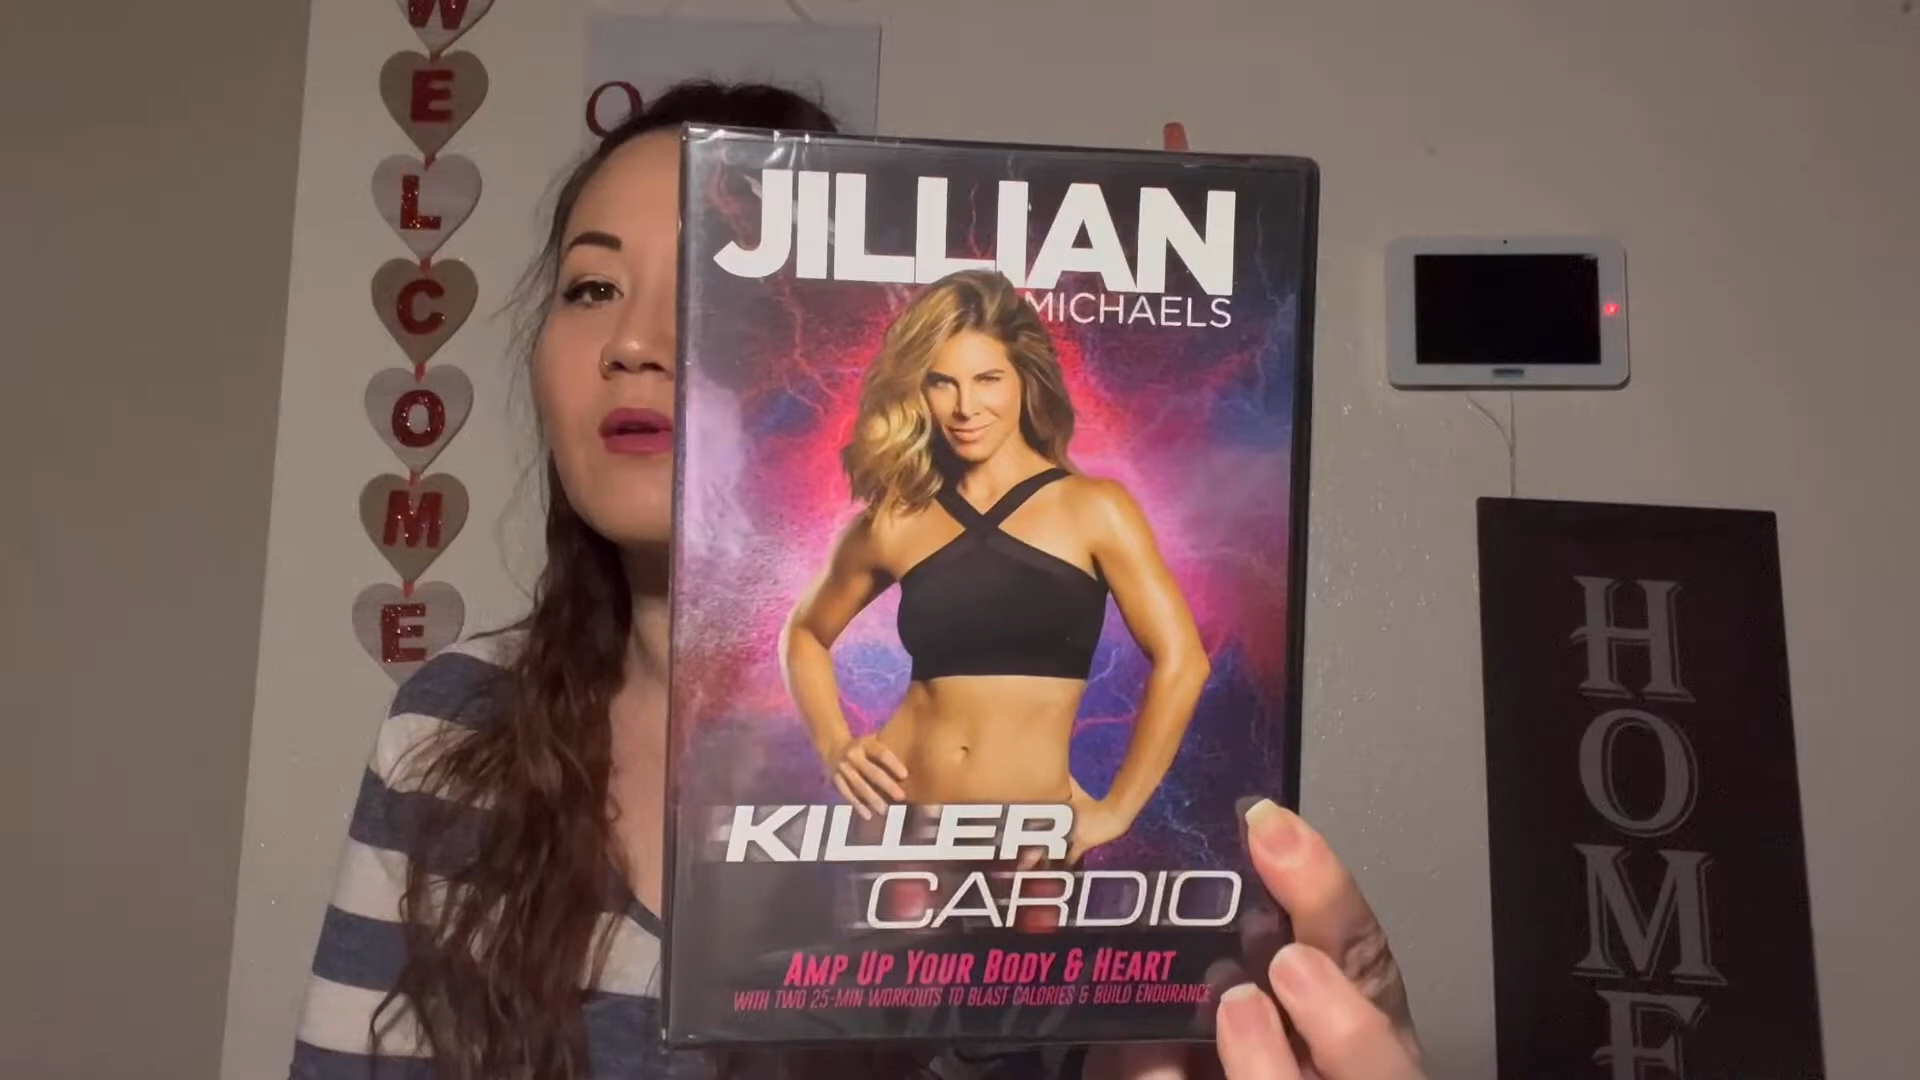 WELCOME
O
JILLIAN
MICHAELS
KILLER
CARDIO
AMP UP YOUR BODY & HEART
WITH TWO 25-MIN WORKOUTS TO BLAST CALORIES & BUILD ENDURANCE
HOME